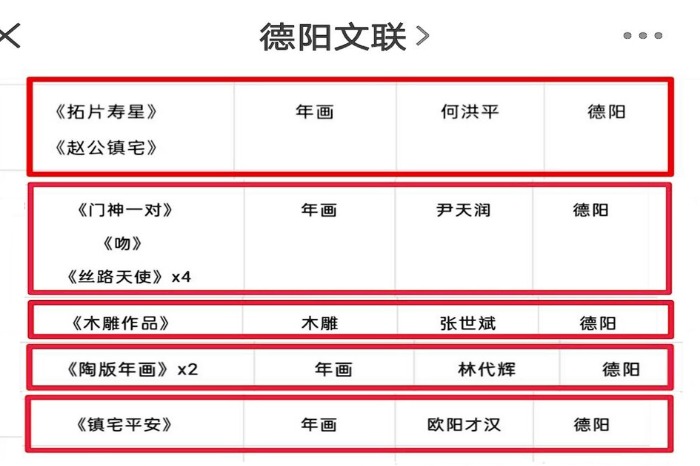 德阳文联
《拓片寿星》 年画 何洪平 德阳
《赵公镇宅》
《门神一对》 年画 尹天润 德阳
《吻》
《丝路天使》x4
《木雕作品》 木雕 张世斌 德阳
《陶版年画》x2 年画 林代辉 德阳
《镇宅平安》 年画 欧阳才汉 德阳